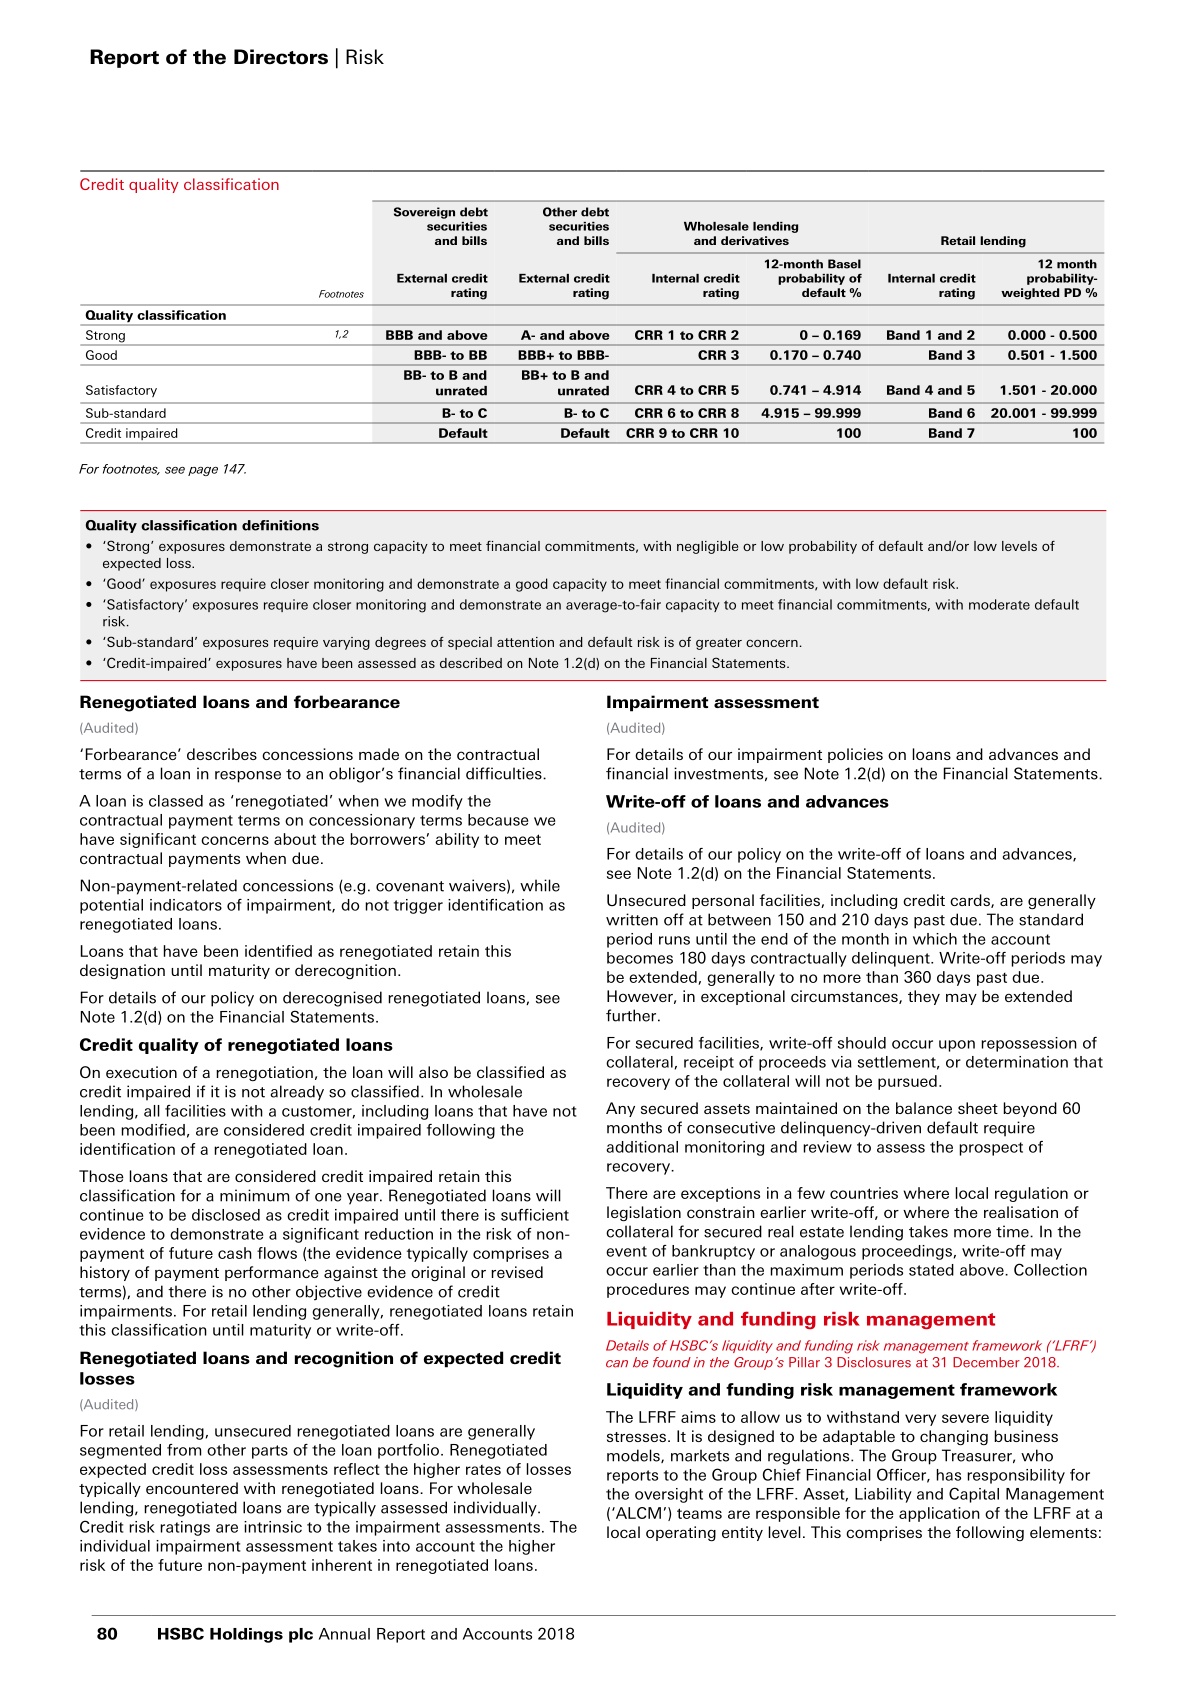 Report of the Directors | Risk
Credit quality classification
Sovereign debt securities and bills Other debt securities and bills Wholesale lending and derivatives Retail lending
Footnotes External credit rating External credit rating Internal credit rating 12-month Basel probability of default % Internal credit rating 12 month probability-weighted PD %
Quality classification
Strong 1,2 BBB and above A- and above CRR 1 to CRR 2 0 – 0.169 Band 1 and 2 0.000 - 0.500
Good BBB- to BB BBB+ to BBB- CRR 3 0.170 – 0.740 Band 3 0.501 - 1.500
Satisfactory BB- to B and unrated BB+ to B and unrated CRR 4 to CRR 5 0.741 – 4.914 Band 4 and 5 1.501 - 20.000
Sub-standard B- to C B- to C CRR 6 to CRR 8 4.915 – 99.999 Band 6 20.001 - 99.999
Credit impaired Default Default CRR 9 to CRR 10 100 Band 7 100
For footnotes, see page 147.
Quality classification definitions
• ‘Strong’ exposures demonstrate a strong capacity to meet financial commitments, with negligible or low probability of default and/or low levels of
expected loss.
• ‘Good’ exposures require closer monitoring and demonstrate a good capacity to meet financial commitments, with low default risk.
• ‘Satisfactory’ exposures require closer monitoring and demonstrate an average-to-fair capacity to meet financial commitments, with moderate default
risk.
• ‘Sub-standard’ exposures require varying degrees of special attention and default risk is of greater concern.
• ‘Credit-impaired’ exposures have been assessed as described on Note 1.2(d) on the Financial Statements.
Renegotiated loans and forbearance
(Audited)
‘Forbearance’ describes concessions made on the contractual
terms of a loan in response to an obligor’s financial difficulties.
A loan is classed as ‘renegotiated’ when we modify the
contractual payment terms on concessionary terms because we
have significant concerns about the borrowers’ ability to meet
contractual payments when due.
Non-payment-related concessions (e.g. covenant waivers), while
potential indicators of impairment, do not trigger identification as
renegotiated loans.
Loans that have been identified as renegotiated retain this
designation until maturity or derecognition.
For details of our policy on derecognised renegotiated loans, see
Note 1.2(d) on the Financial Statements.
Credit quality of renegotiated loans
On execution of a renegotiation, the loan will also be classified as
credit impaired if it is not already so classified. In wholesale
lending, all facilities with a customer, including loans that have not
been modified, are considered credit impaired following the
identification of a renegotiated loan.
Those loans that are considered credit impaired retain this
classification for a minimum of one year. Renegotiated loans will
continue to be disclosed as credit impaired until there is sufficient
evidence to demonstrate a significant reduction in the risk of non-
payment of future cash flows (the evidence typically comprises a
history of payment performance against the original or revised
terms), and there is no other objective evidence of credit
impairments. For retail lending generally, renegotiated loans retain
this classification until maturity or write-off.
Renegotiated loans and recognition of expected credit
losses
(Audited)
For retail lending, unsecured renegotiated loans are generally
segmented from other parts of the loan portfolio. Renegotiated
expected credit loss assessments reflect the higher rates of losses
typically encountered with renegotiated loans. For wholesale
lending, renegotiated loans are typically assessed individually.
Credit risk ratings are intrinsic to the impairment assessments. The
individual impairment assessment takes into account the higher
risk of the future non-payment inherent in renegotiated loans.
Impairment assessment
(Audited)
For details of our impairment policies on loans and advances and
financial investments, see Note 1.2(d) on the Financial Statements.
Write-off of loans and advances
(Audited)
For details of our policy on the write-off of loans and advances,
see Note 1.2(d) on the Financial Statements.
Unsecured personal facilities, including credit cards, are generally
written off at between 150 and 210 days past due. The standard
period runs until the end of the month in which the account
becomes 180 days contractually delinquent. Write-off periods may
be extended, generally to no more than 360 days past due.
However, in exceptional circumstances, they may be extended
further.
For secured facilities, write-off should occur upon repossession of
collateral, receipt of proceeds via settlement, or determination that
recovery of the collateral will not be pursued.
Any secured assets maintained on the balance sheet beyond 60
months of consecutive delinquency-driven default require
additional monitoring and review to assess the prospect of
recovery.
There are exceptions in a few countries where local regulation or
legislation constrain earlier write-off, or where the realisation of
collateral for secured real estate lending takes more time. In the
event of bankruptcy or analogous proceedings, write-off may
occur earlier than the maximum periods stated above. Collection
procedures may continue after write-off.
Liquidity and funding risk management
Details of HSBC’s liquidity and funding risk management framework (‘LFRF’)
can be found in the Group’s Pillar 3 Disclosures at 31 December 2018.
Liquidity and funding risk management framework
The LFRF aims to allow us to withstand very severe liquidity
stresses. It is designed to be adaptable to changing business
models, markets and regulations. The Group Treasurer, who
reports to the Group Chief Financial Officer, has responsibility for
the oversight of the LFRF. Asset, Liability and Capital Management
(‘ALCM’) teams are responsible for the application of the LFRF at a
local operating entity level. This comprises the following elements:
80 HSBC Holdings plc Annual Report and Accounts 2018